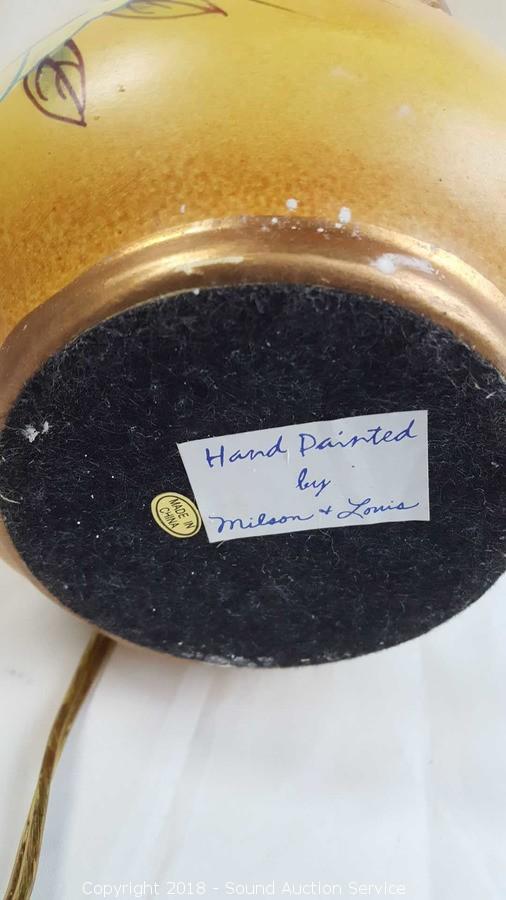 Hand Painted
by
Milson + Louis
MADE IN
CHINA
Copyright 2018 - Sound Auction Service